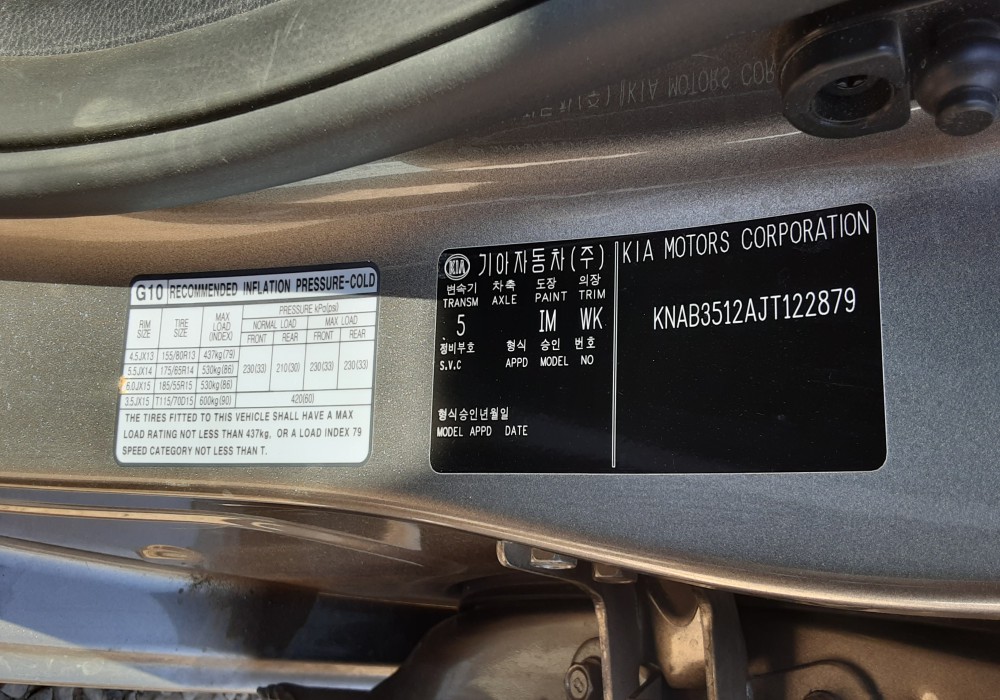 KIA MOTORS COR
G10 RECOMMENDED INFLATION PRESSURE-COLD
RIM SIZE TIRE SIZE MAX LOAD (INDEX) PRESSURE kPa(psi)
NORMAL LOAD MAX LOAD
FRONT REAR FRONT REAR
4.5JX13 155/80R13 437kg(79)
5.5JX14 175/65R14 530kg(86) 230(33) 210(30) 230(33) 230(33)
6.0JX15 185/55R15 530kg(86)
3.5JX15 T115/70D15 600kg(90) 420(60)
THE TIRES FITTED TO THIS VEHICLE SHALL HAVE A MAX
LOAD RATING NOT LESS THAN 437kg, OR A LOAD INDEX 79
SPEED CATEGORY NOT LESS THAN T.
KIA 기아자동차(주)
변속기 차축 도장 의장
TRANSM AXLE PAINT TRIM
5 IM WK
정비부호 형식 승인 번호
S.V.C APPD MODEL NO
형식승인년월일
MODEL APPD DATE
KIA MOTORS CORPORATION
KNAB3512AJT122879